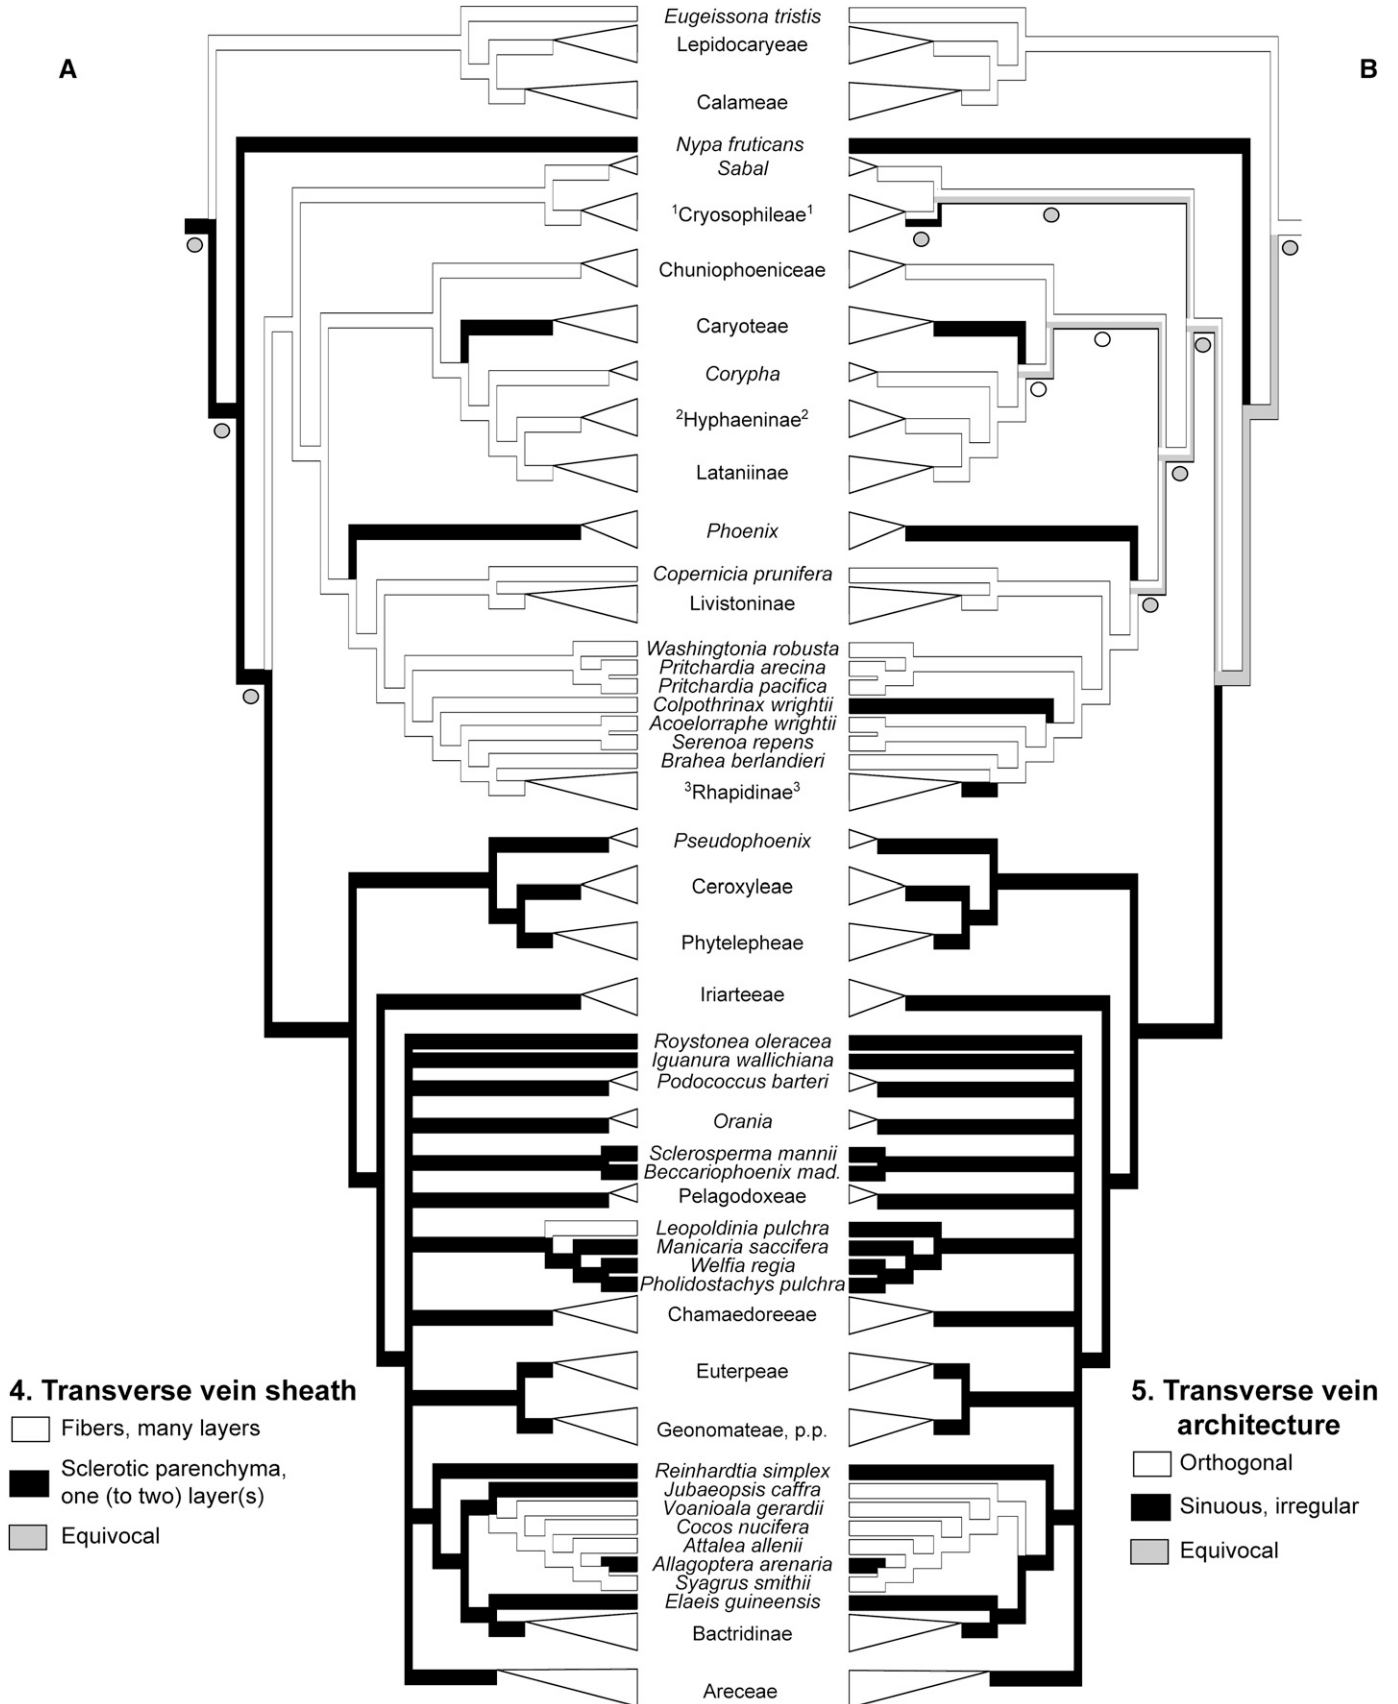 A
B
Eugeissona tristis
Lepidocaryeae
Calameae
Nypa fruticans
Sabal
¹Cryosophileae¹
Chuniophoeniceae
Caryoteae
Corypha
²Hyphaeninae²
Lataniinae
Phoenix
Copernicia prunifera
Livistoninae
Washingtonia robusta
Pritchardia arecina
Pritchardia pacifica
Colpothrinax wrightii
Acoelorraphe wrightii
Serenoa repens
Brahea berlandieri
³Rhapidinae³
Pseudophoenix
Ceroxyleae
Phytelepheae
Iriarteeae
Roystonea oleracea
Iguanura wallichiana
Podococcus barteri
Orania
Sclerosperma mannii
Beccariophoenix mad.
Pelagodoxeae
Leopoldinia pulchra
Manicaria saccifera
Welfia regia
Pholidostachys pulchra
Chamaedoreeae
Euterpeae
Geonomateae, p.p.
Reinhardtia simplex
Jubaeopsis caffra
Voanioala gerardii
Cocos nucifera
Attalea allenii
Allagoptera arenaria
Syagrus smithii
Elaeis guineensis
Bactridinae
Areceae
4. Transverse vein sheath
Fibers, many layers
Sclerotic parenchyma,
one (to two) layer(s)
Equivocal
5. Transverse vein
architecture
Orthogonal
Sinuous, irregular
Equivocal